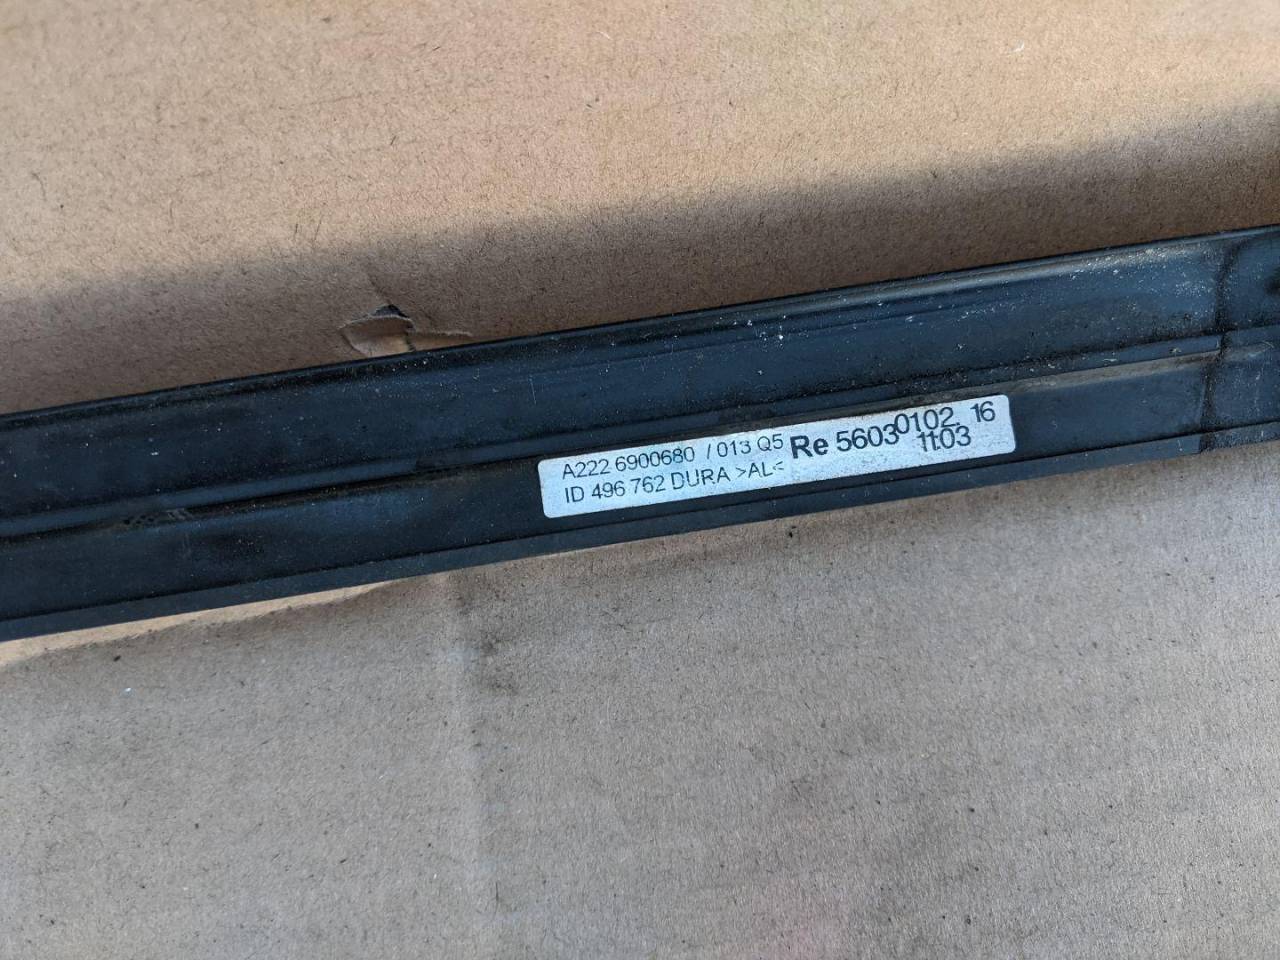 A222 6900680 / 013 Q5
ID 496 762 DURA >AL<
Re 5603 0102. 16
11:03